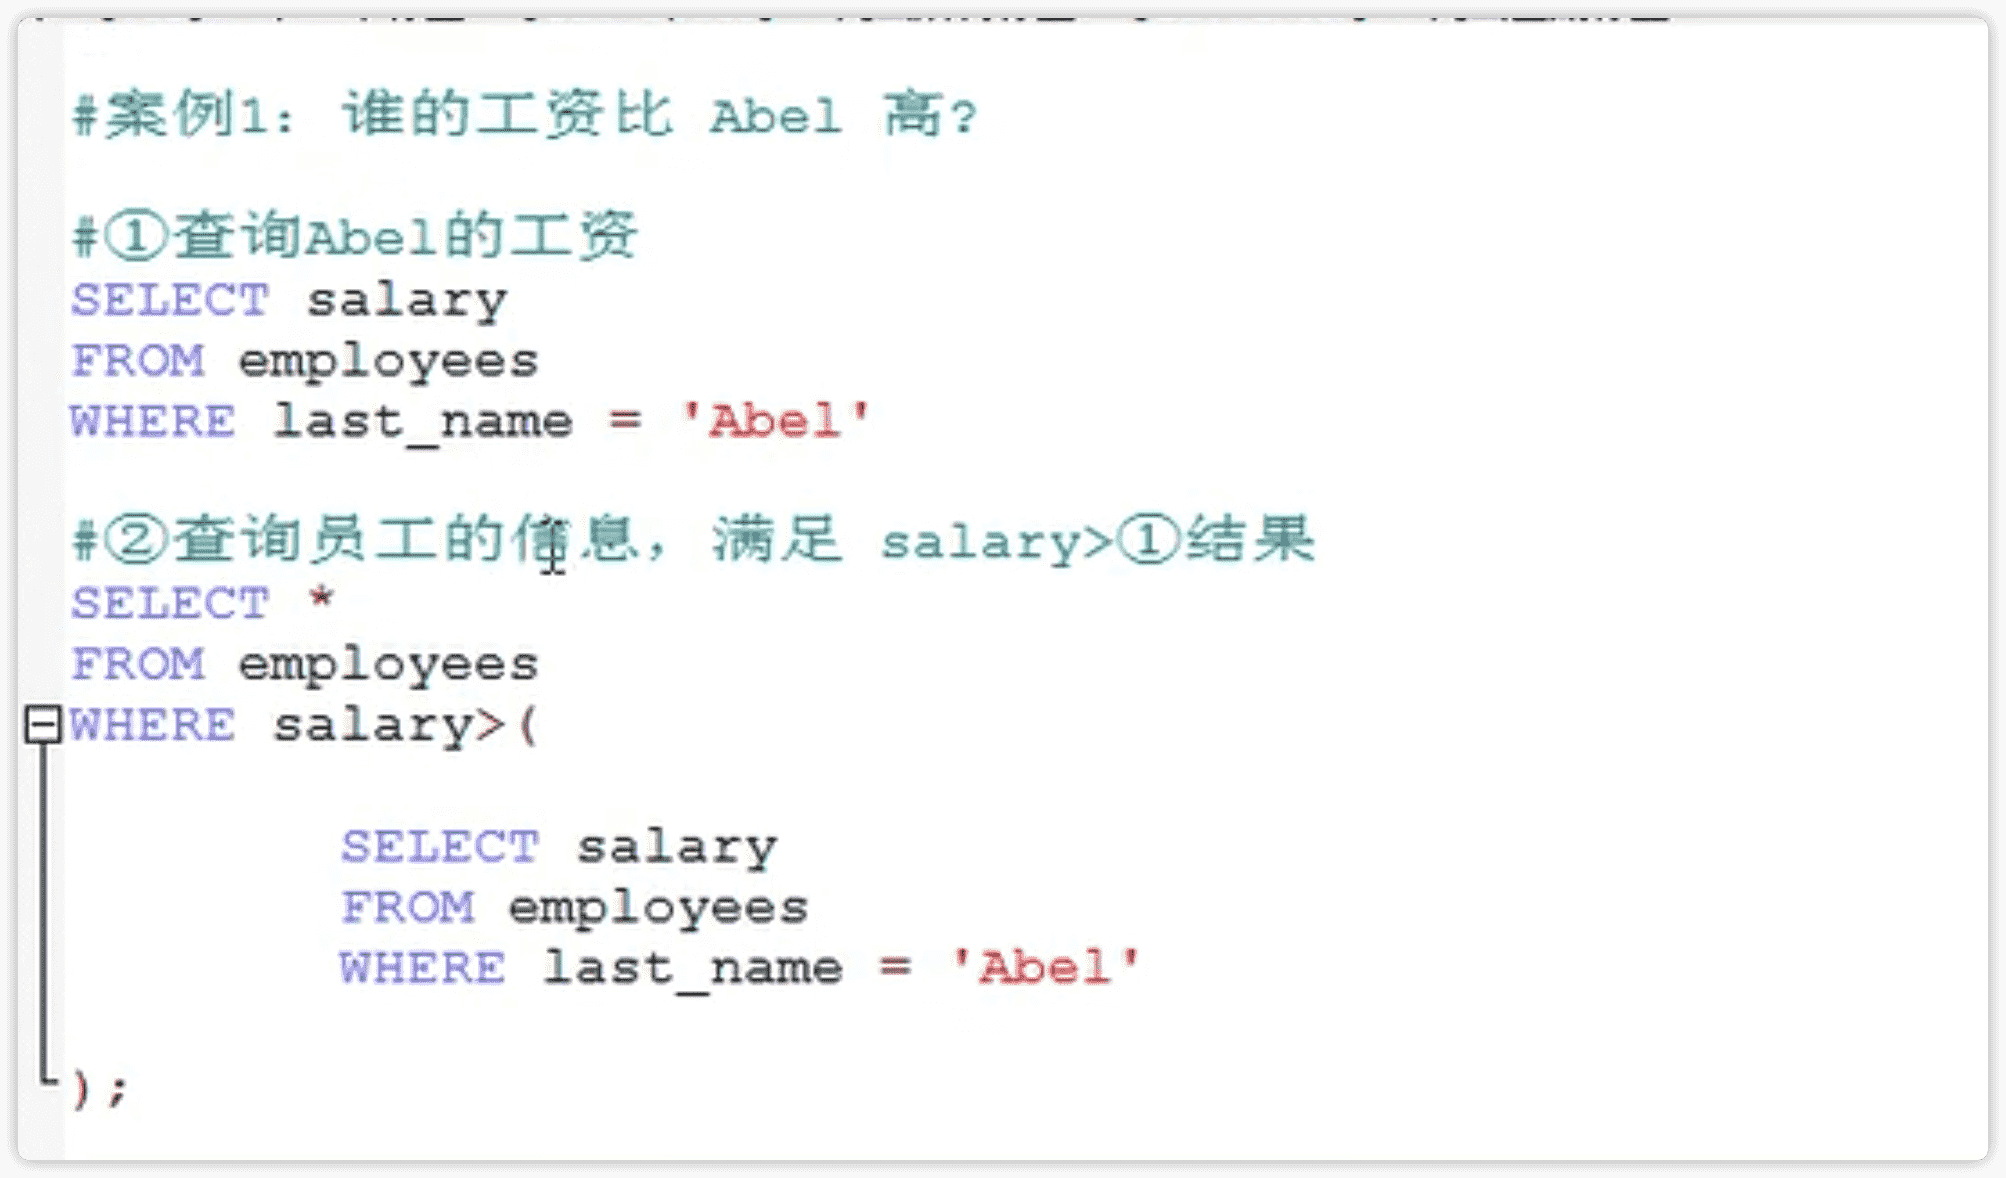 #案例1：谁的工资比 Abel 高?
#①查询Abel的工资
SELECT salary
FROM employees
WHERE last_name = 'Abel'
#②查询员工的信息，满足 salary>①结果
SELECT *
FROM employees
WHERE salary>(
SELECT salary
FROM employees
WHERE last_name = 'Abel'
);